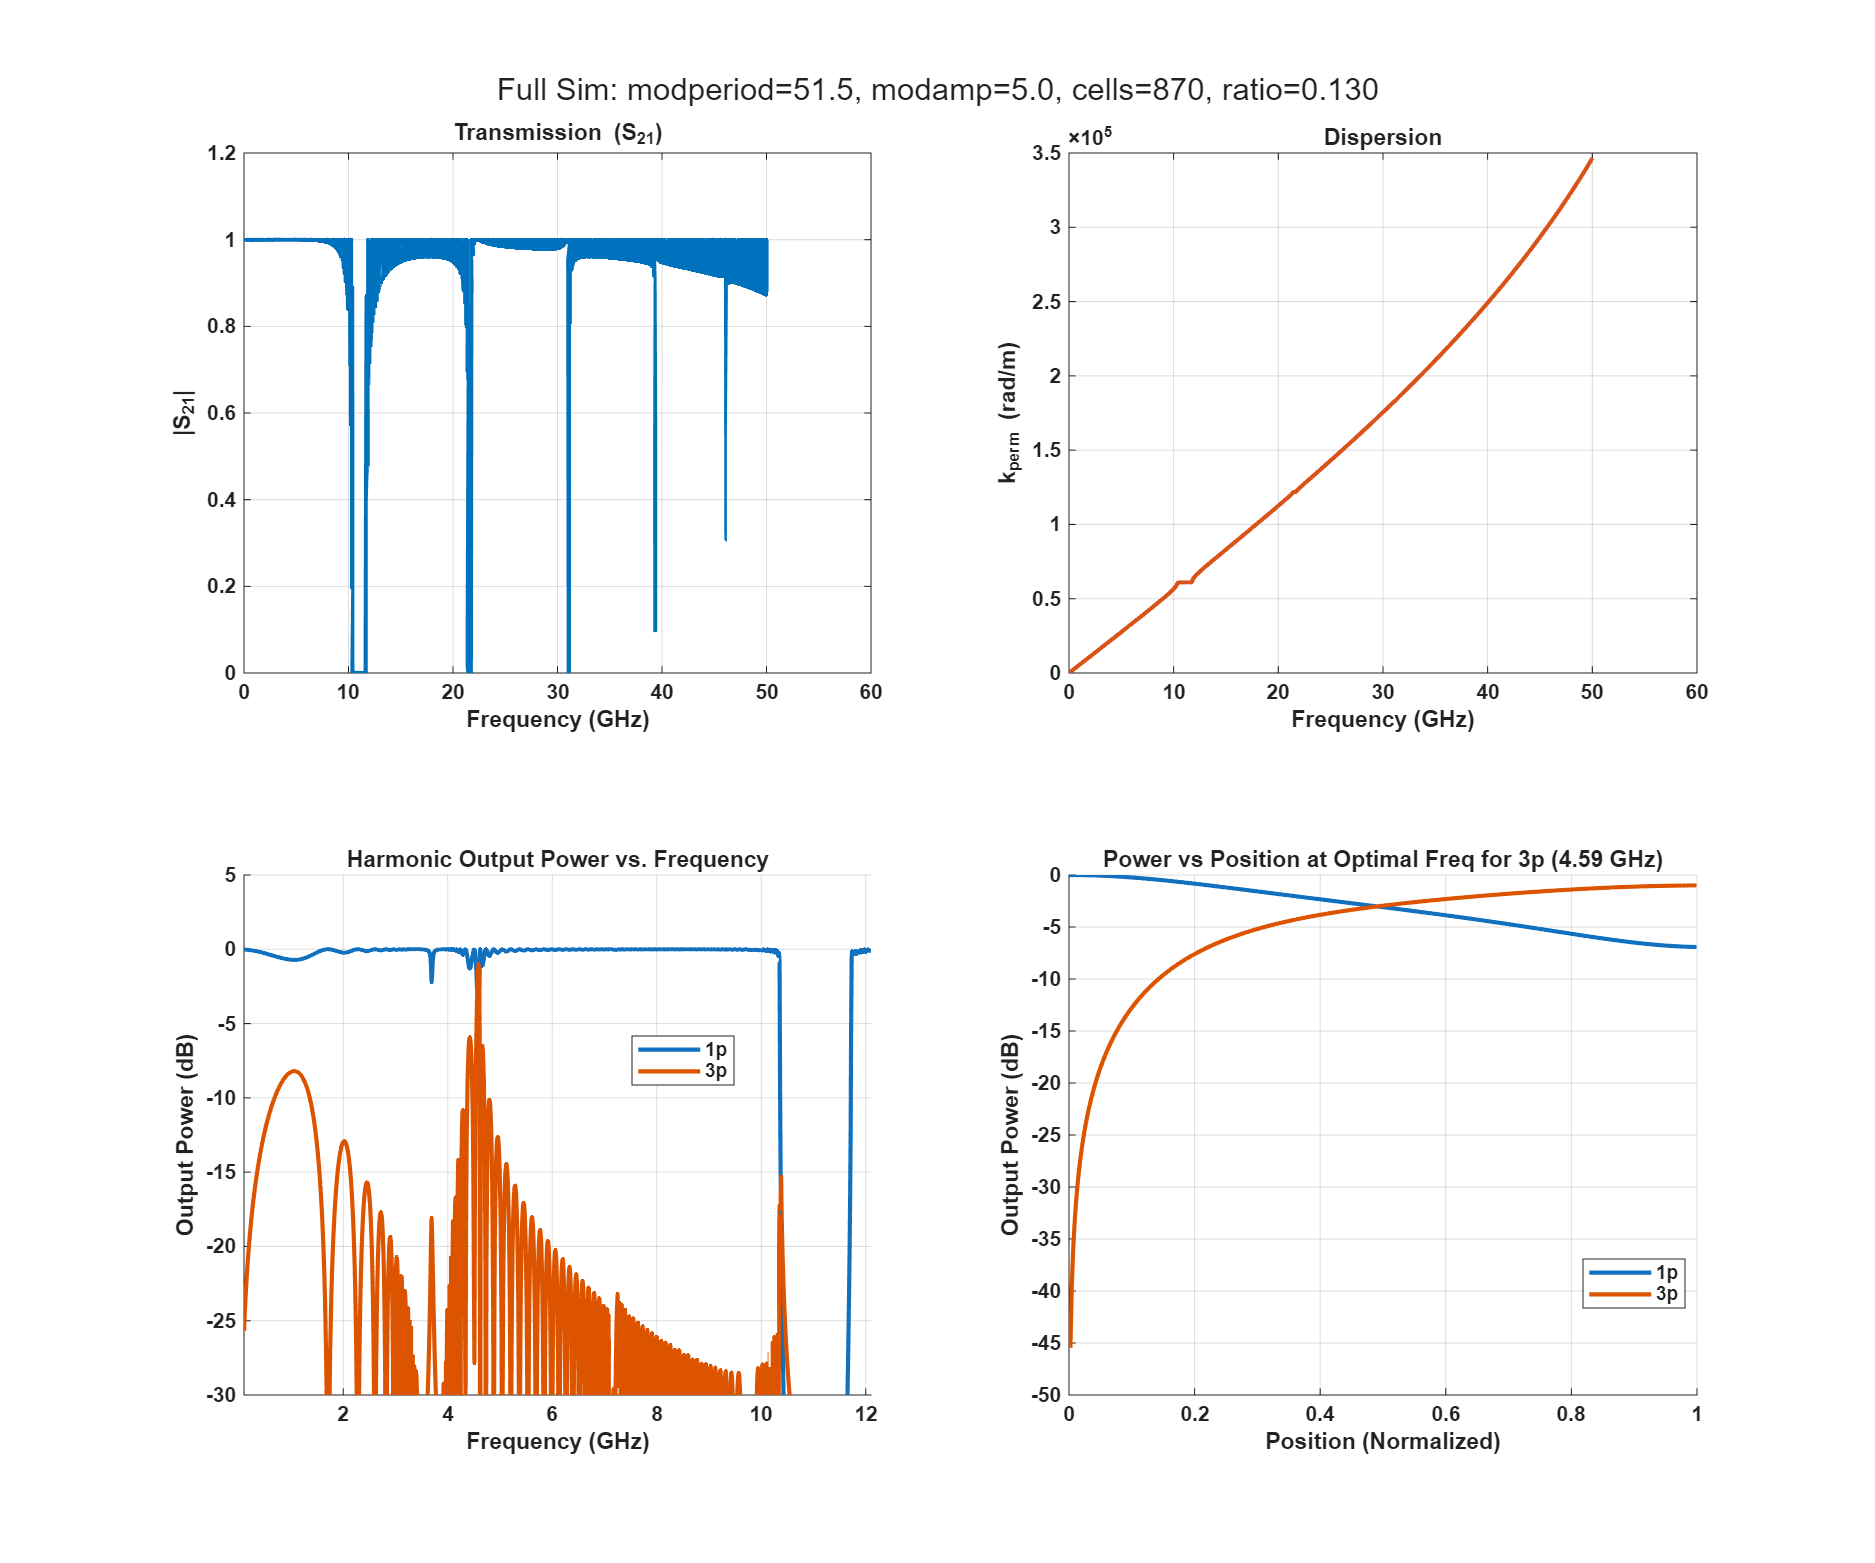 Full Sim: modperiod=51.5, modamp=5.0, cells=870, ratio=0.130
Transmission (S21)
1.2
1
0.8
0.6
0.4
0.2
0
|S21|
0 10 20 30 40 50 60
Frequency (GHz)
×10^5
Dispersion
3.5
3
2.5
2
1.5
1
0.5
0
kperm (rad/m)
0 10 20 30 40 50 60
Frequency (GHz)
Harmonic Output Power vs. Frequency
5
0
-5
-10
-15
-20
-25
-30
Output Power (dB)
1p
3p
2 4 6 8 10 12
Frequency (GHz)
Power vs Position at Optimal Freq for 3p (4.59 GHz)
0
-5
-10
-15
-20
-25
-30
-35
-40
-45
-50
Output Power (dB)
1p
3p
0 0.2 0.4 0.6 0.8 1
Position (Normalized)